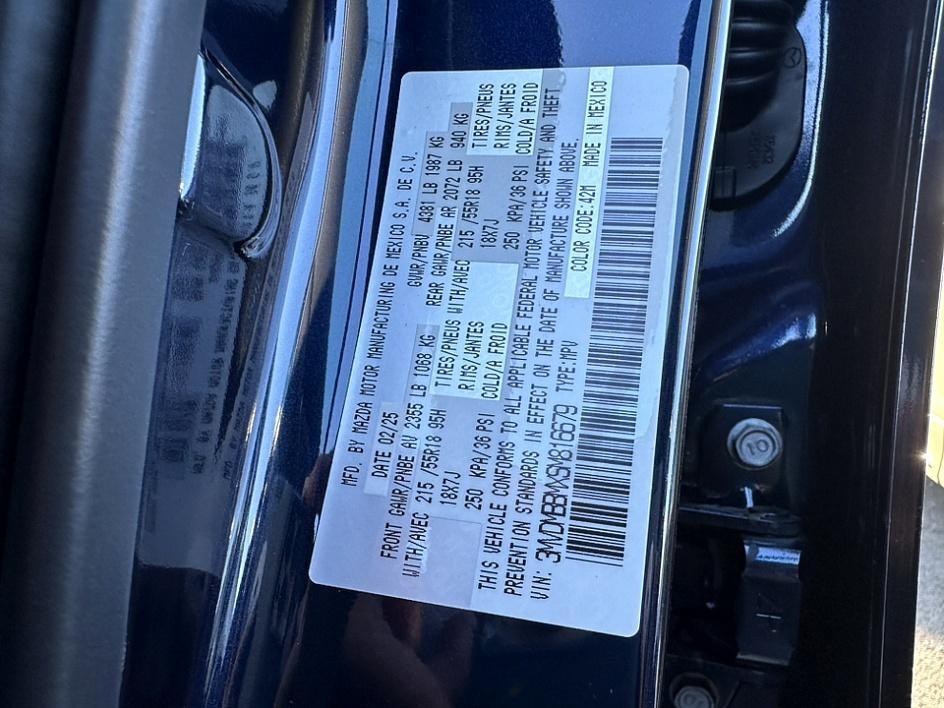 MFD. BY MAZDA MOTOR MANUFACTURING DE MEXICO S.A. DE C.V.
DATE 02/25 GVWR/PNBV 4381 LB 1987 KG
FRONT GAWR/PNBE AV 2355 LB 1068 KG REAR GAWR/PNBE AR 2072 LB 940 KG
WITH/AVEC 215 /55R18 95H TIRES/PNEUS WITH/AVEC 215 /55R18 95H TIRES/PNEUS
18X7J RIMS/JANTES 18X7J RIMS/JANTES
250 KPA/36 PSI COLD/A FROID 250 KPA/36 PSI COLD/A FROID
THIS VEHICLE CONFORMS TO ALL APPLICABLE FEDERAL MOTOR VEHICLE SAFETY AND THEFT
PREVENTION STANDARDS IN EFFECT ON THE DATE OF MANUFACTURE SHOWN ABOVE.
VIN: 3MVDMBBMXSM816679 TYPE:MPV COLOR CODE:42M MADE IN MEXICO
10